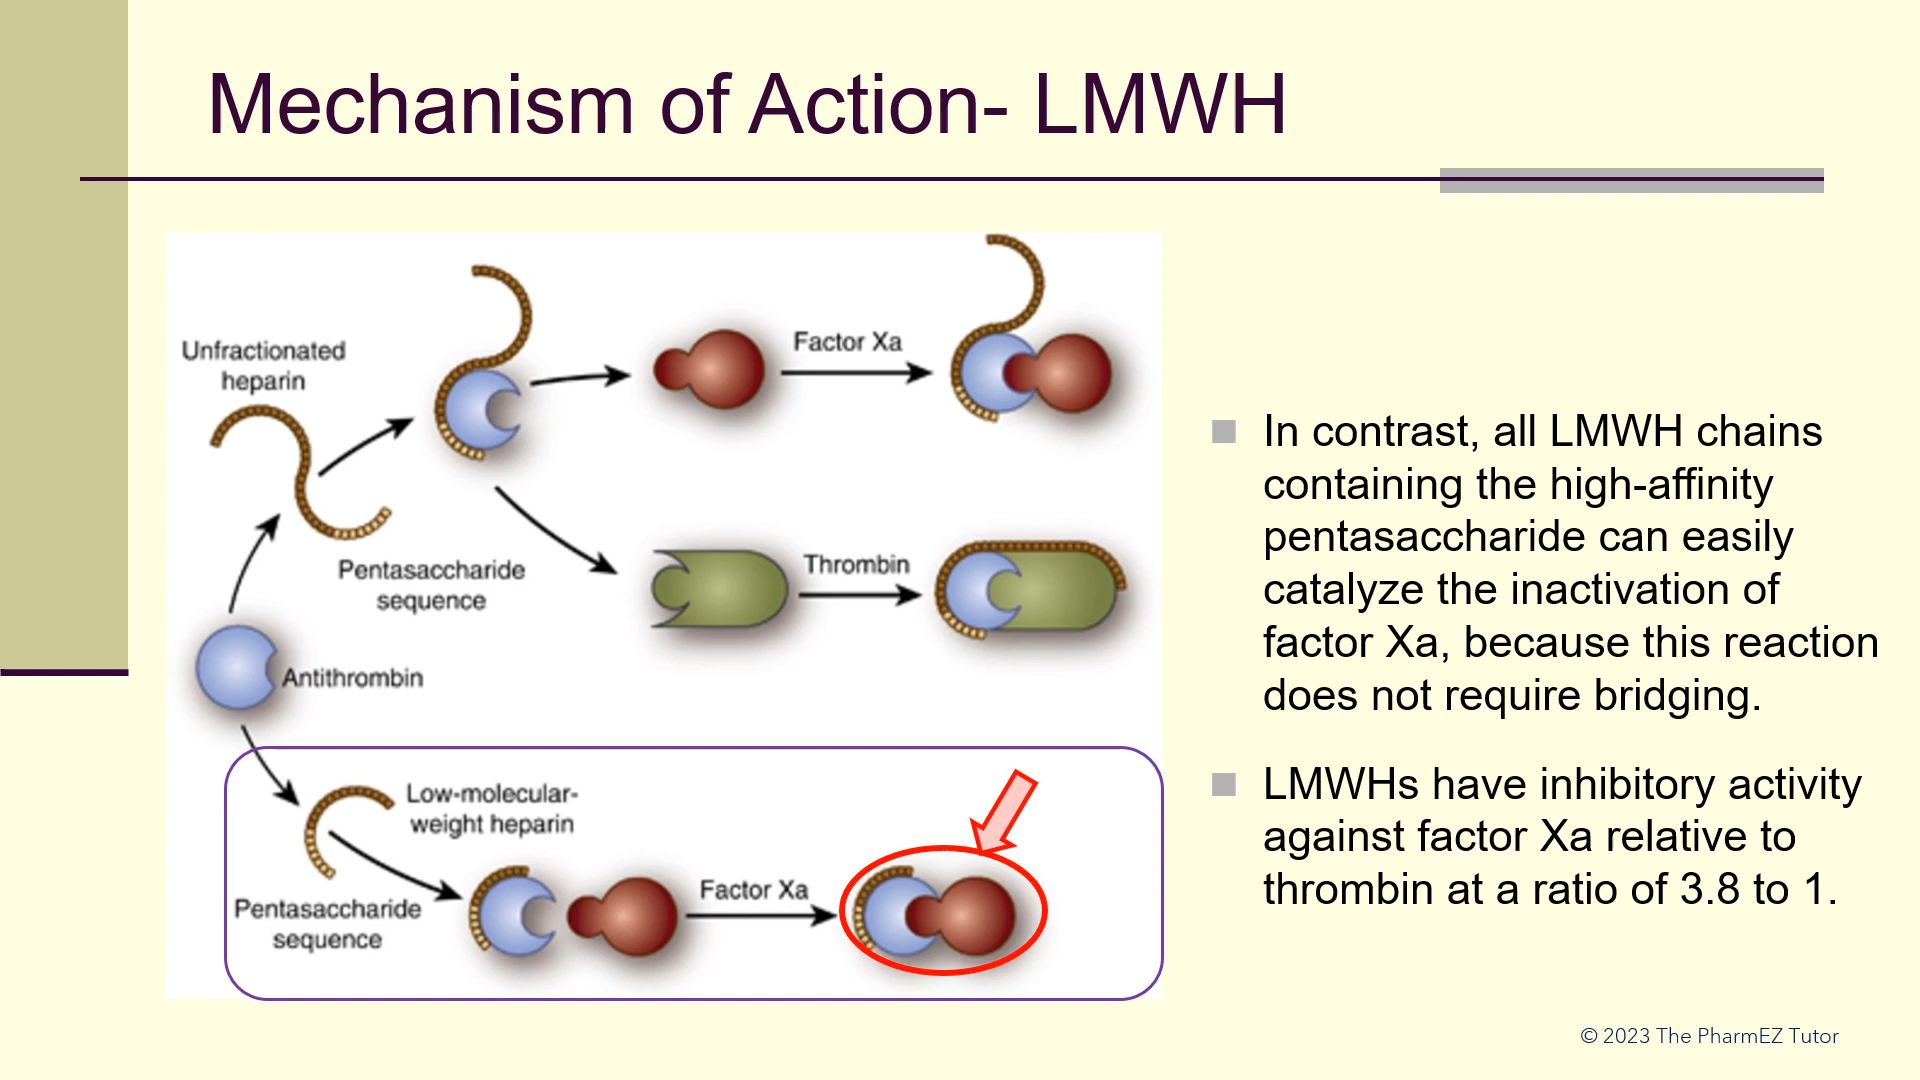 Mechanism of Action- LMWH
Unfractionated
heparin
Factor Xa
Pentasaccharide
sequence
Thrombin
Antithrombin
Low-molecular-
weight heparin
Pentasaccharide
sequence
Factor Xa
In contrast, all LMWH chains
containing the high-affinity
pentasaccharide can easily
catalyze the inactivation of
factor Xa, because this reaction
does not require bridging.
LMWHs have inhibitory activity
against factor Xa relative to
thrombin at a ratio of 3.8 to 1.
© 2023 The PharmEZ Tutor